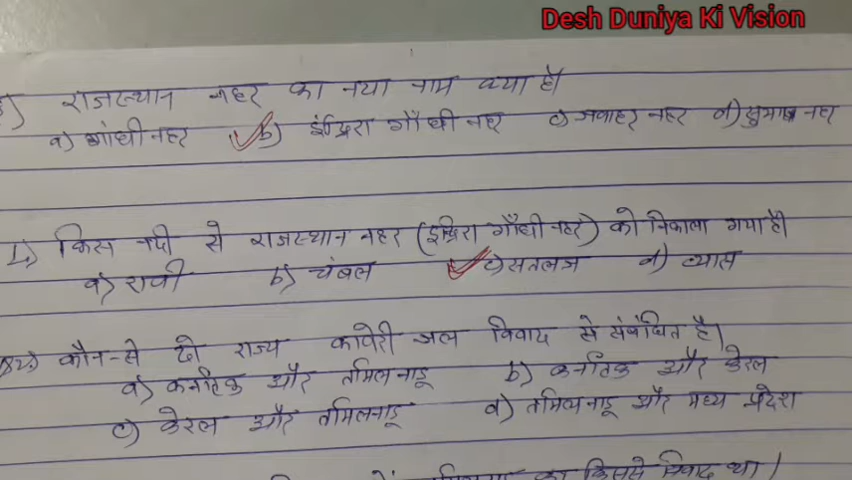 Desh Duniya Ki Vision
राजस्थान नहर का नया नाम क्या है।
a) गांधी नहर b) इंदिरा गाँधी नहर c) जवाहर नहर d) सुभाष नहर
किस नदी से राजस्थान नहर (इंदिरा गाँधी नहर) को निकाला गया है।
a) रावी b) चंबल c) सतलज d) व्यास
कौन-से दो राज्य कावेरी जल विवाद से संबंधित है।
a) कर्नाटक और तमिलनाडू b) कर्नाटक और केरल
c) केरल और तमिलनाडू d) तमिलनाडू और मध्य प्रदेश
का किससे विवाद था।